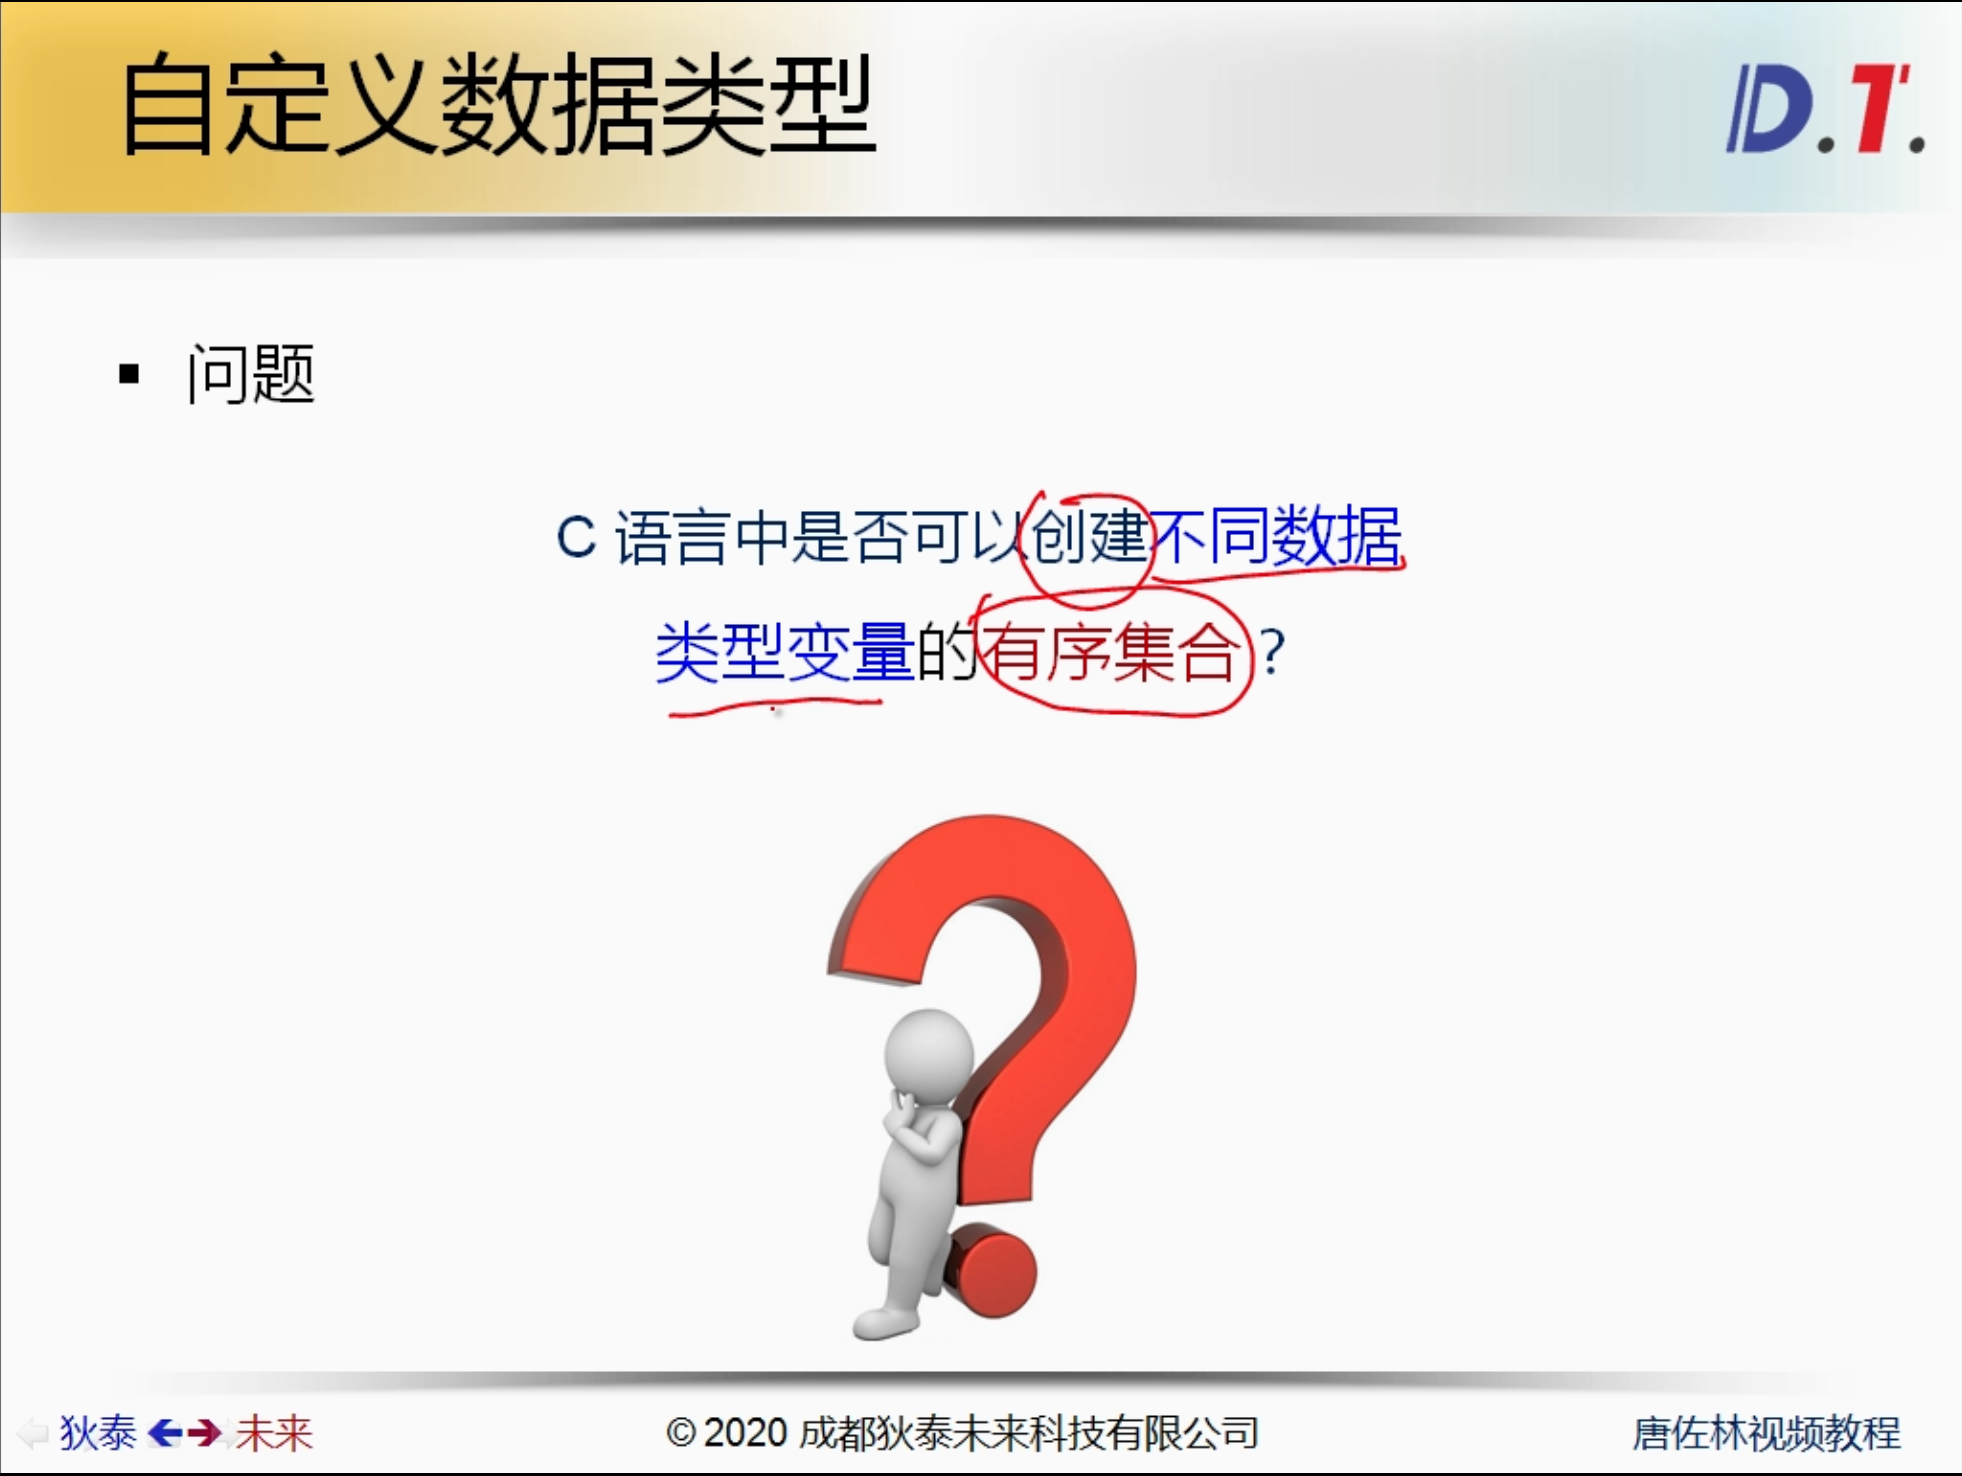 自定义数据类型
D.T.
▪ 问题
C 语言中是否可以创建不同数据
类型变量的有序集合？
狄泰 未来
© 2020 成都狄泰未来科技有限公司
唐佐林视频教程